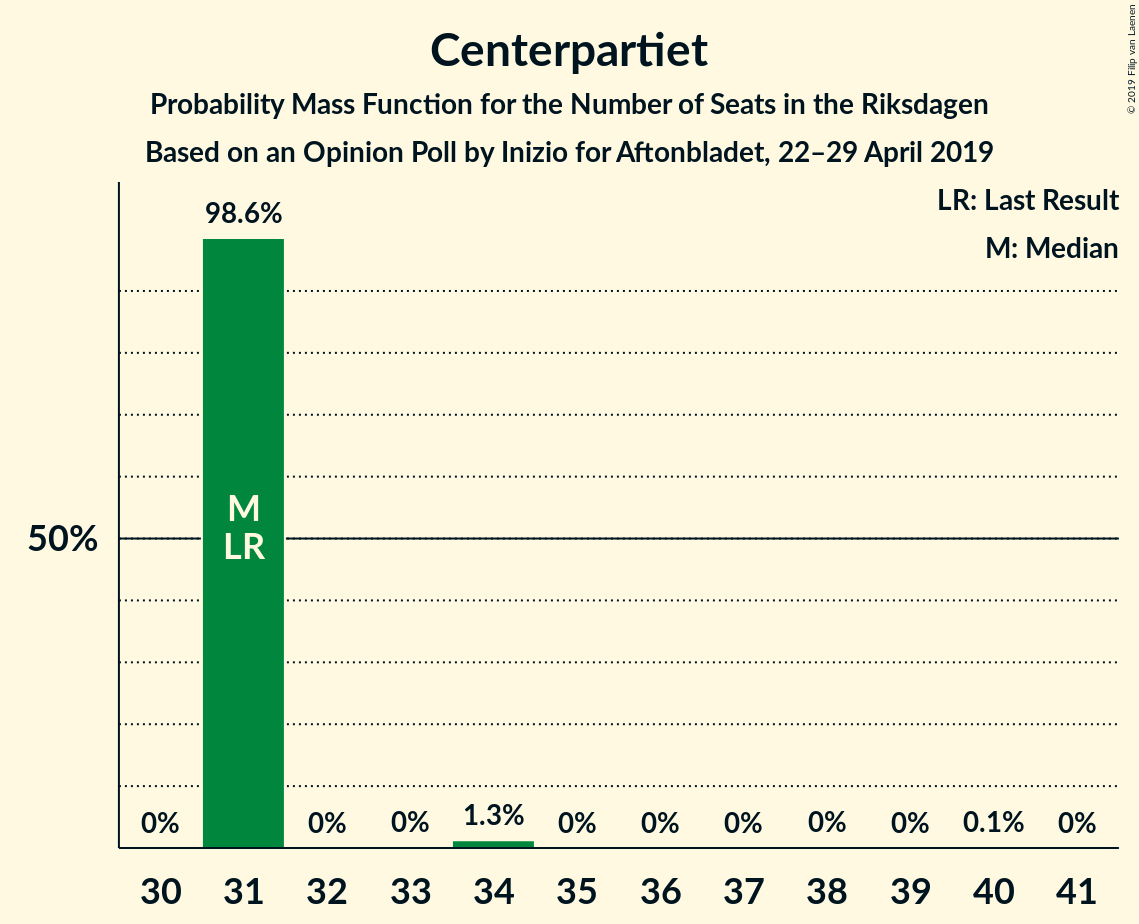 Centerpartiet
Probability Mass Function for the Number of Seats in the Riksdagen
Based on an Opinion Poll by Inizio for Aftonbladet, 22–29 April 2019
© 2019 Filip van Laenen
LR: Last Result
M: Median
98.6%
M
LR
50%
0% 0% 0% 1.3% 0% 0% 0% 0% 0% 0.1% 0%
30 31 32 33 34 35 36 37 38 39 40 41